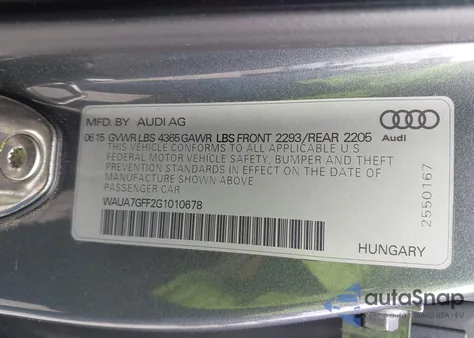 MFD. BY AUDI AG
06 15 GVWR LBS 4365 GAWR LBS FRONT 2293/REAR 2205
THIS VEHICLE CONFORMS TO ALL APPLICABLE U S
FEDERAL MOTOR VEHICLE SAFETY, BUMPER AND THEFT
PREVENTION STANDARDS IN EFFECT ON THE DATE OF
MANUFACTURE SHOWN ABOVE
PASSENGER CAR
WAUA7GFF2G1010678
Audi
2550167
HUNGARY
autoSnap